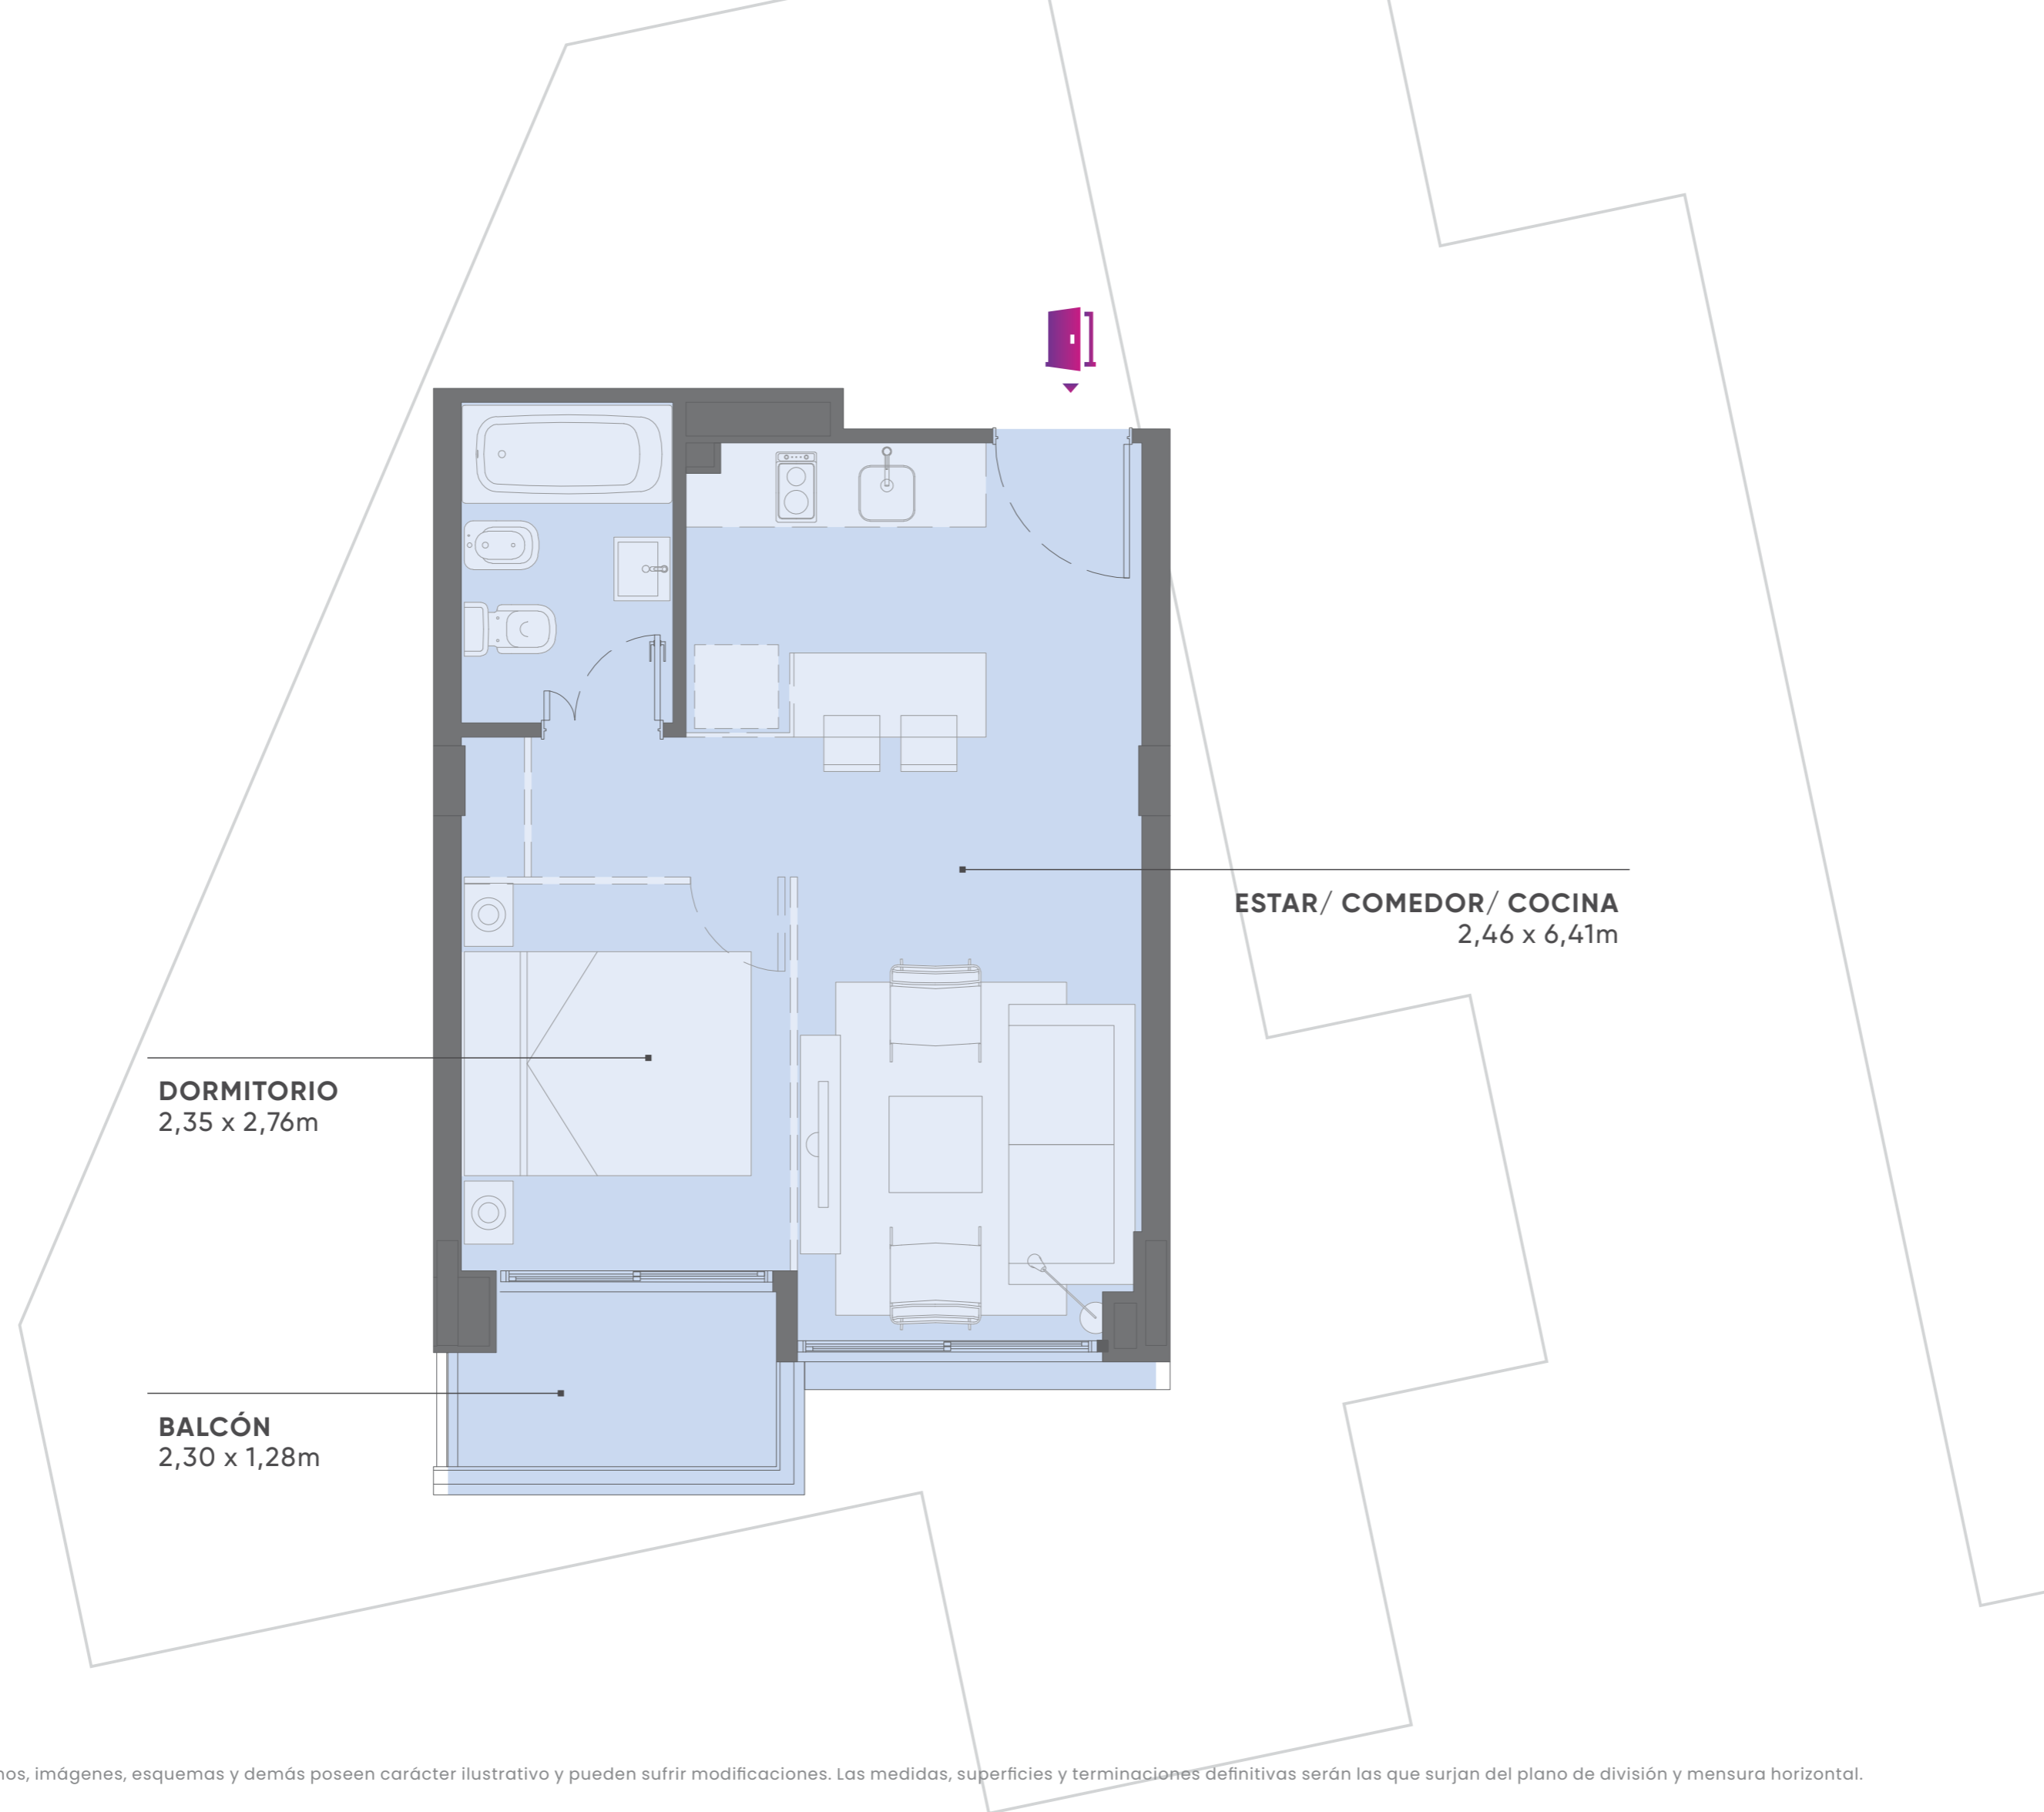 ESTAR/ COMEDOR/ COCINA
2,46 x 6,41m
DORMITORIO
2,35 x 2,76m
BALCÓN
2,30 x 1,28m
imágenes, esquemas y demás poseen carácter ilustrativo y pueden sufrir modificaciones. Las medidas, superficies y terminaciones definitivas serán las que surjan del plano de división y mensura horizontal.